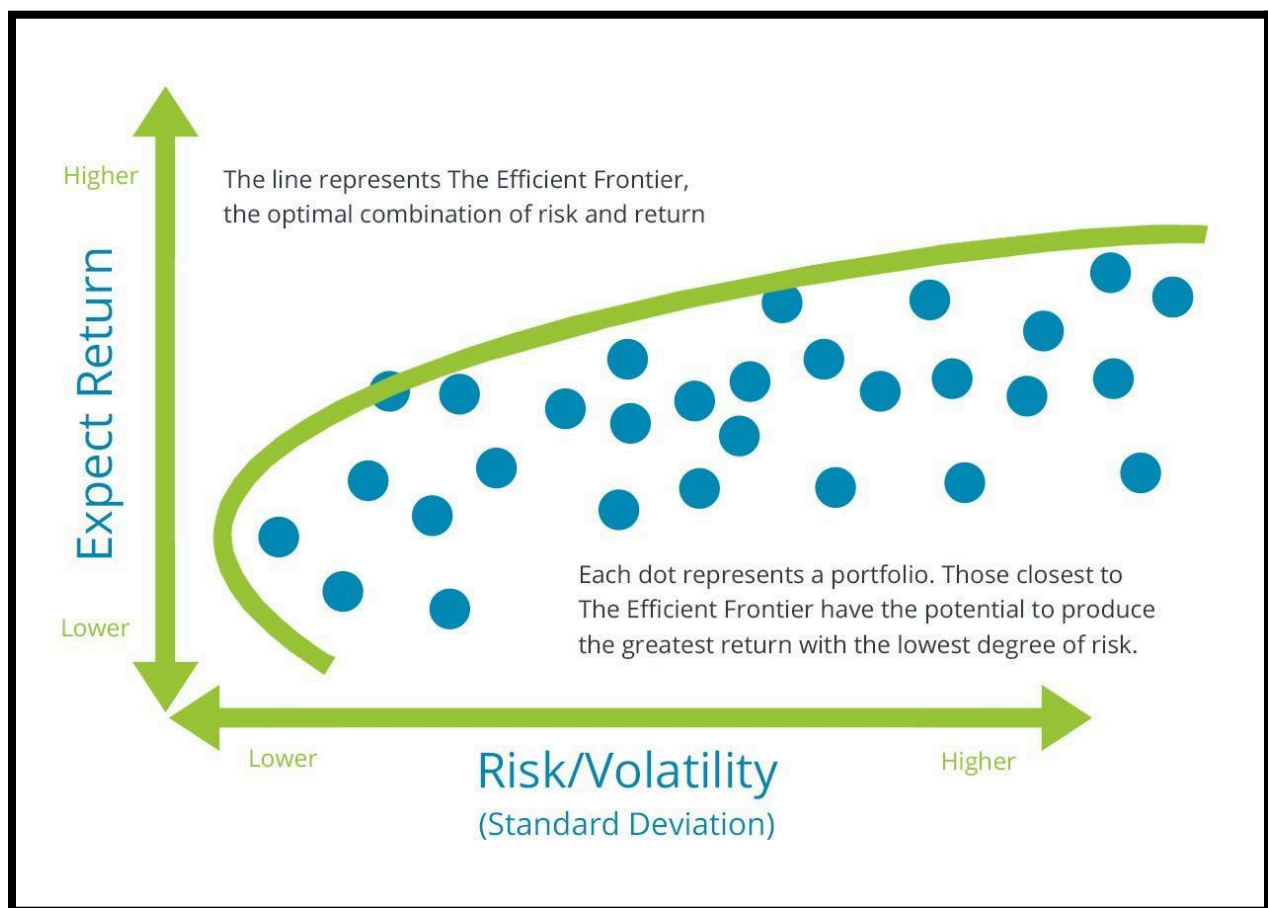 Higher
The line represents The Efficient Frontier,
the optimal combination of risk and return
Expect Return
Each dot represents a portfolio. Those closest to
The Efficient Frontier have the potential to produce
the greatest return with the lowest degree of risk.
Lower
Lower
Higher
Risk/Volatility
(Standard Deviation)